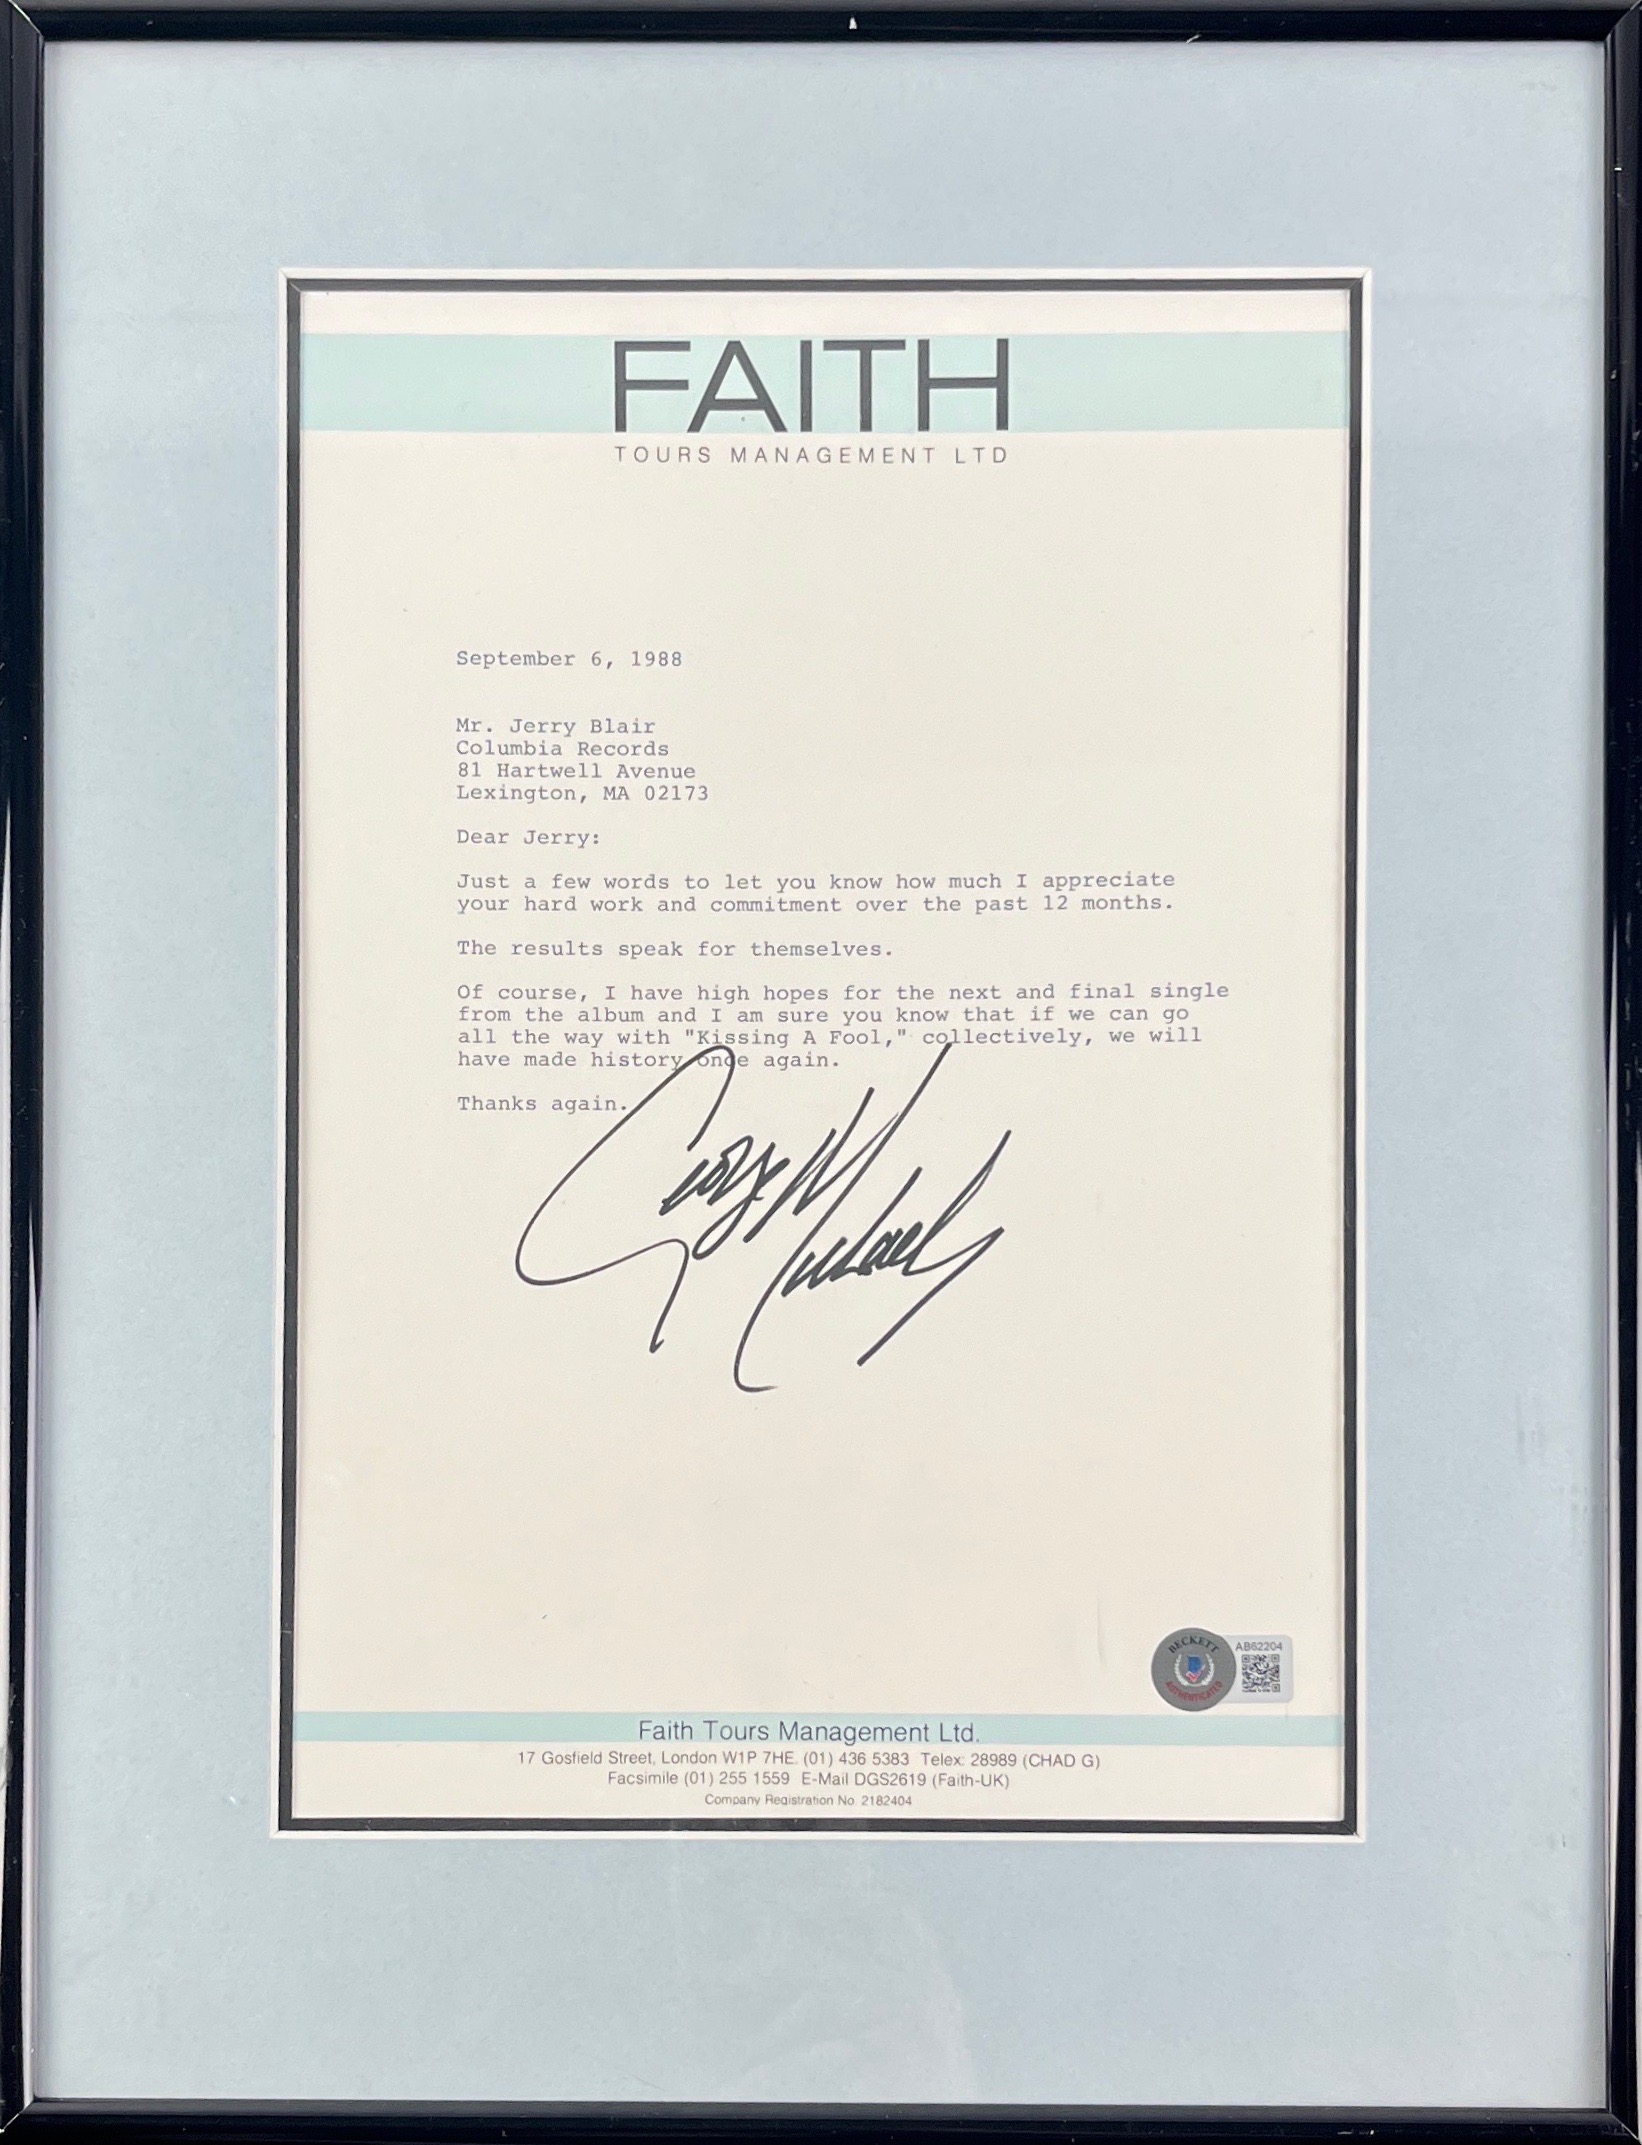 FAITH
TOURS MANAGEMENT LTD
September 6, 1988
Mr. Jerry Blair
Columbia Records
81 Hartwell Avenue
Lexington, MA 02173
Dear Jerry:
Just a few words to let you know how much I appreciate
your hard work and commitment over the past 12 months.
The results speak for themselves.
Of course, I have high hopes for the next and final single
from the album and I am sure you know that if we can go
all the way with "Kissing A Fool," collectively, we will
have made history once again.
Thanks again.
George Michael
BECKETT
AUTHENTICATED
AB62204
Faith Tours Management Ltd.
17 Gosfield Street, London W1P 7HE. (01) 436 5383 Telex: 28989 (CHAD G)
Facsimile (01) 255 1559 E-Mail DGS2619 (Faith-UK)
Company Registration No. 2182404